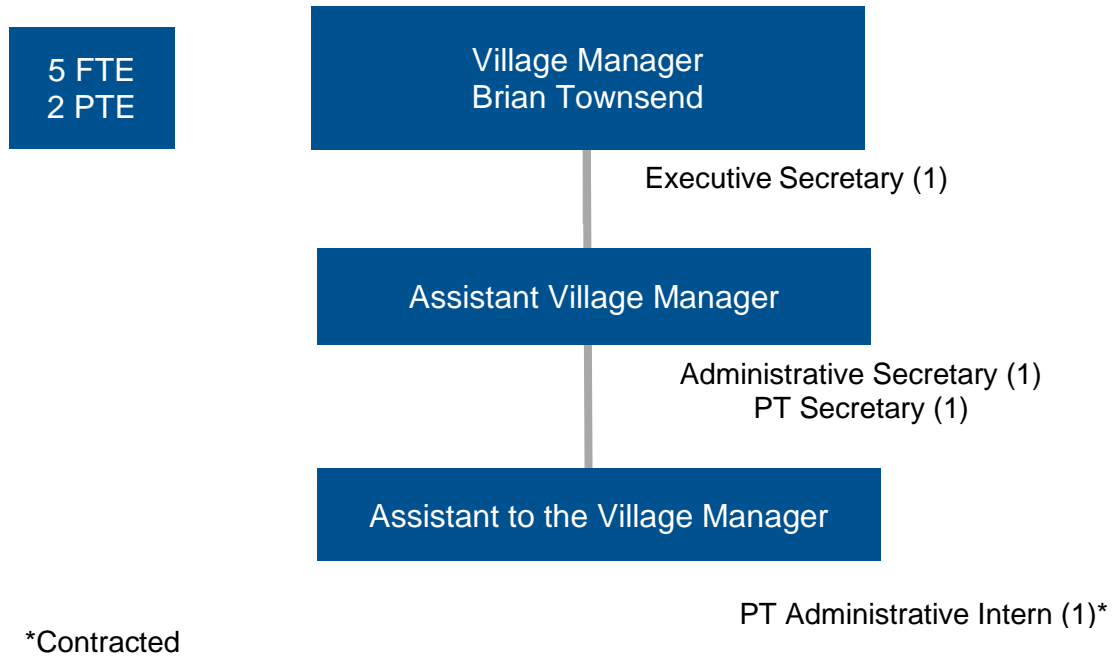 5 FTE
2 PTE
Village Manager
Brian Townsend
Executive Secretary (1)
Assistant Village Manager
Administrative Secretary (1)
PT Secretary (1)
Assistant to the Village Manager
PT Administrative Intern (1)*
*Contracted